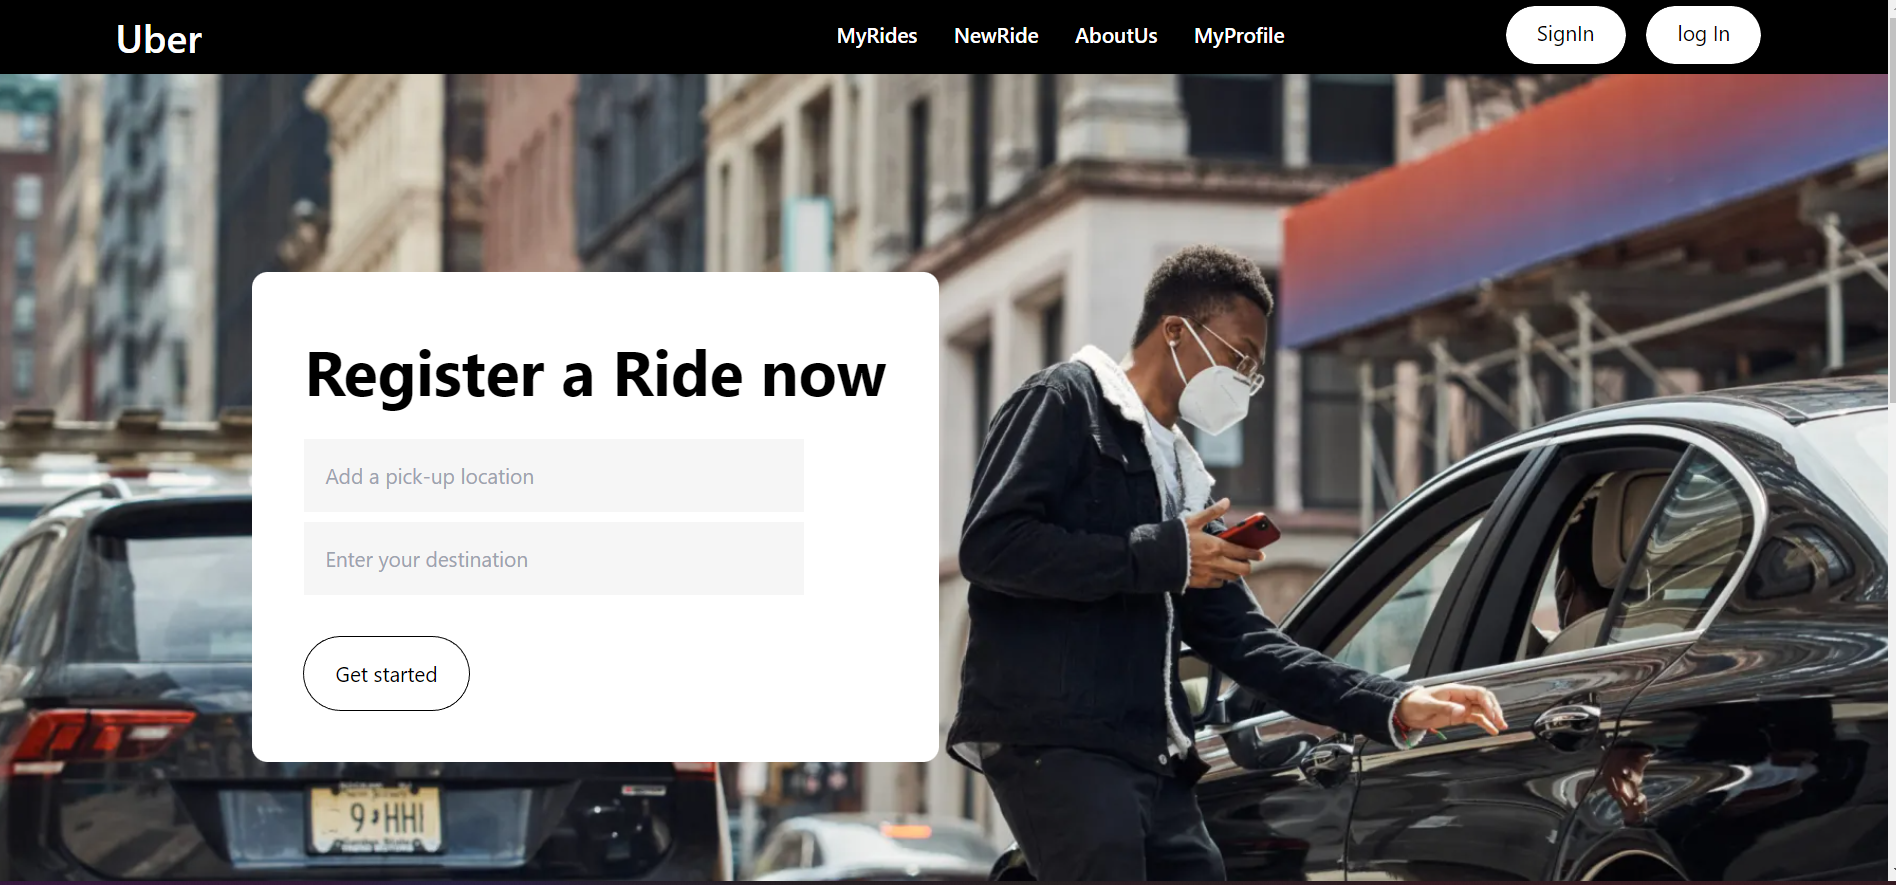 Uber
MyRides NewRide AboutUs MyProfile
SignIn log In
Register a Ride now
Add a pick-up location
Enter your destination
Get started
HHI